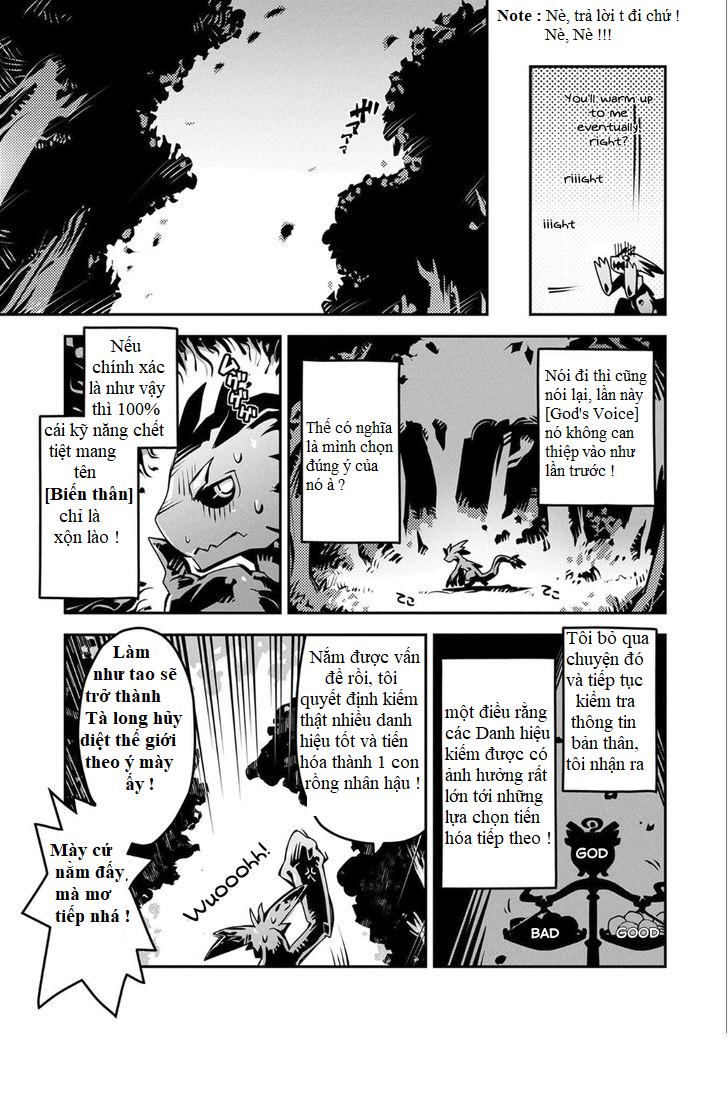 Note : Nè, trả lời t đi chứ !
Nè, Nè !!!
You'll warm up
to me
eventually,
right?
riiight
iiight
Nói đi thì cũng
nói lại, lần này
[God's Voice]
nó không can
thiệp vào như
lần trước !
Thế có nghĩa
là mình chọn
đúng ý của
nó à ?
てこ
てこ
Nếu
chính xác
là như vậy
thì 100%
cái kỹ năng chết
tiệt mang
tên
[Biến thân]
chỉ là
xộn lào !
Tôi bỏ qua
chuyện đó
và tiếp tục
kiểm tra
thông tin
bản thân,
tôi nhận ra
một điều rằng
các Danh hiệu
kiếm được có
ảnh hưởng rất
lớn tới những
lựa chọn tiến
hóa tiếp theo !
GOD
BAD
GOOD
Nắm được vấn
đề rồi, tôi
quyết định kiếm
thật nhiều danh
hiệu tốt và tiến
hóa thành 1 con
rồng nhân hậu !
Làm
như tao sẽ
trở thành
Tà long hủy
diệt thế giới
theo ý mày
ấy !
Wuooohh!
Mày cứ
nằm đấy
mà mơ
tiếp nhá !